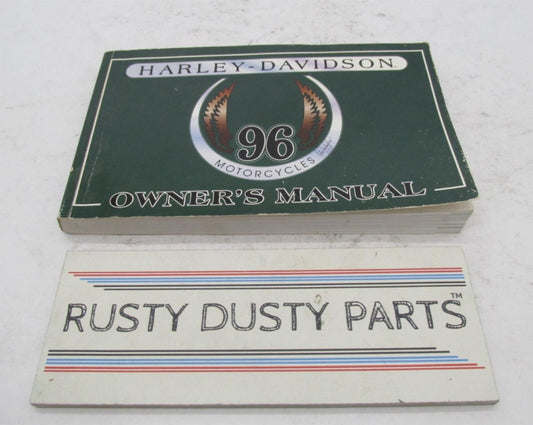 HARLEY-DAVIDSON
96
MOTORCYCLES
OWNER'S MANUAL
RUSTY DUSTY PARTS™